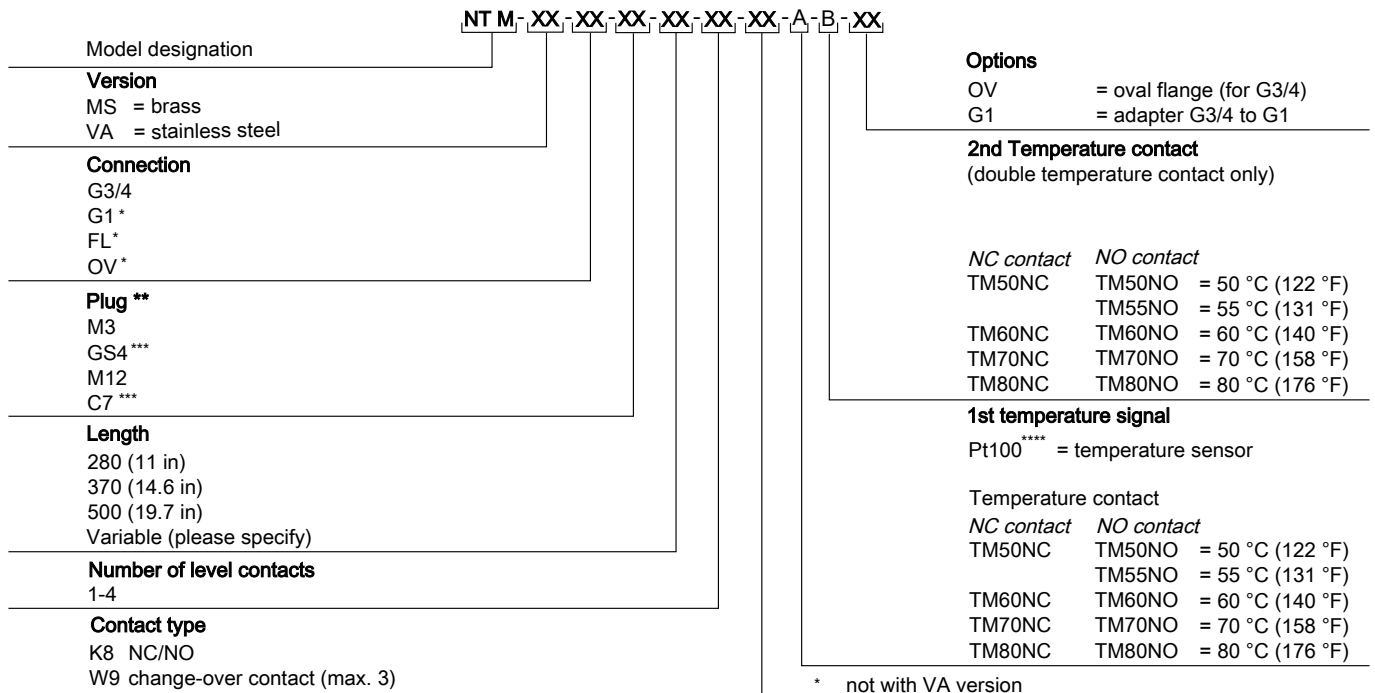 NT M - XX - XX - XX - XX - XX - XX - A - B - XX
Model designation
Version
MS = brass
VA = stainless steel
Connection
G3/4
G1 *
FL *
OV *
Plug **
M3
GS4 ***
M12
C7 ***
Length
280 (11 in)
370 (14.6 in)
500 (19.7 in)
Variable (please specify)
Number of level contacts
1-4
Contact type
K8 NC/NO
W9 change-over contact (max. 3)
Options
OV = oval flange (for G3/4)
G1 = adapter G3/4 to G1
2nd Temperature contact
(double temperature contact only)
NC contact NO contact
TM50NC TM50NO = 50 °C (122 °F)
TM55NO = 55 °C (131 °F)
TM60NC TM60NO = 60 °C (140 °F)
TM70NC TM70NO = 70 °C (158 °F)
TM80NC TM80NO = 80 °C (176 °F)
1st temperature signal
Pt100 **** = temperature sensor
Temperature contact
NC contact NO contact
TM50NC TM50NO = 50 °C (122 °F)
TM55NO = 55 °C (131 °F)
TM60NC TM60NO = 60 °C (140 °F)
TM70NC TM70NO = 70 °C (158 °F)
TM80NC TM80NO = 80 °C (176 °F)
* not with VA version